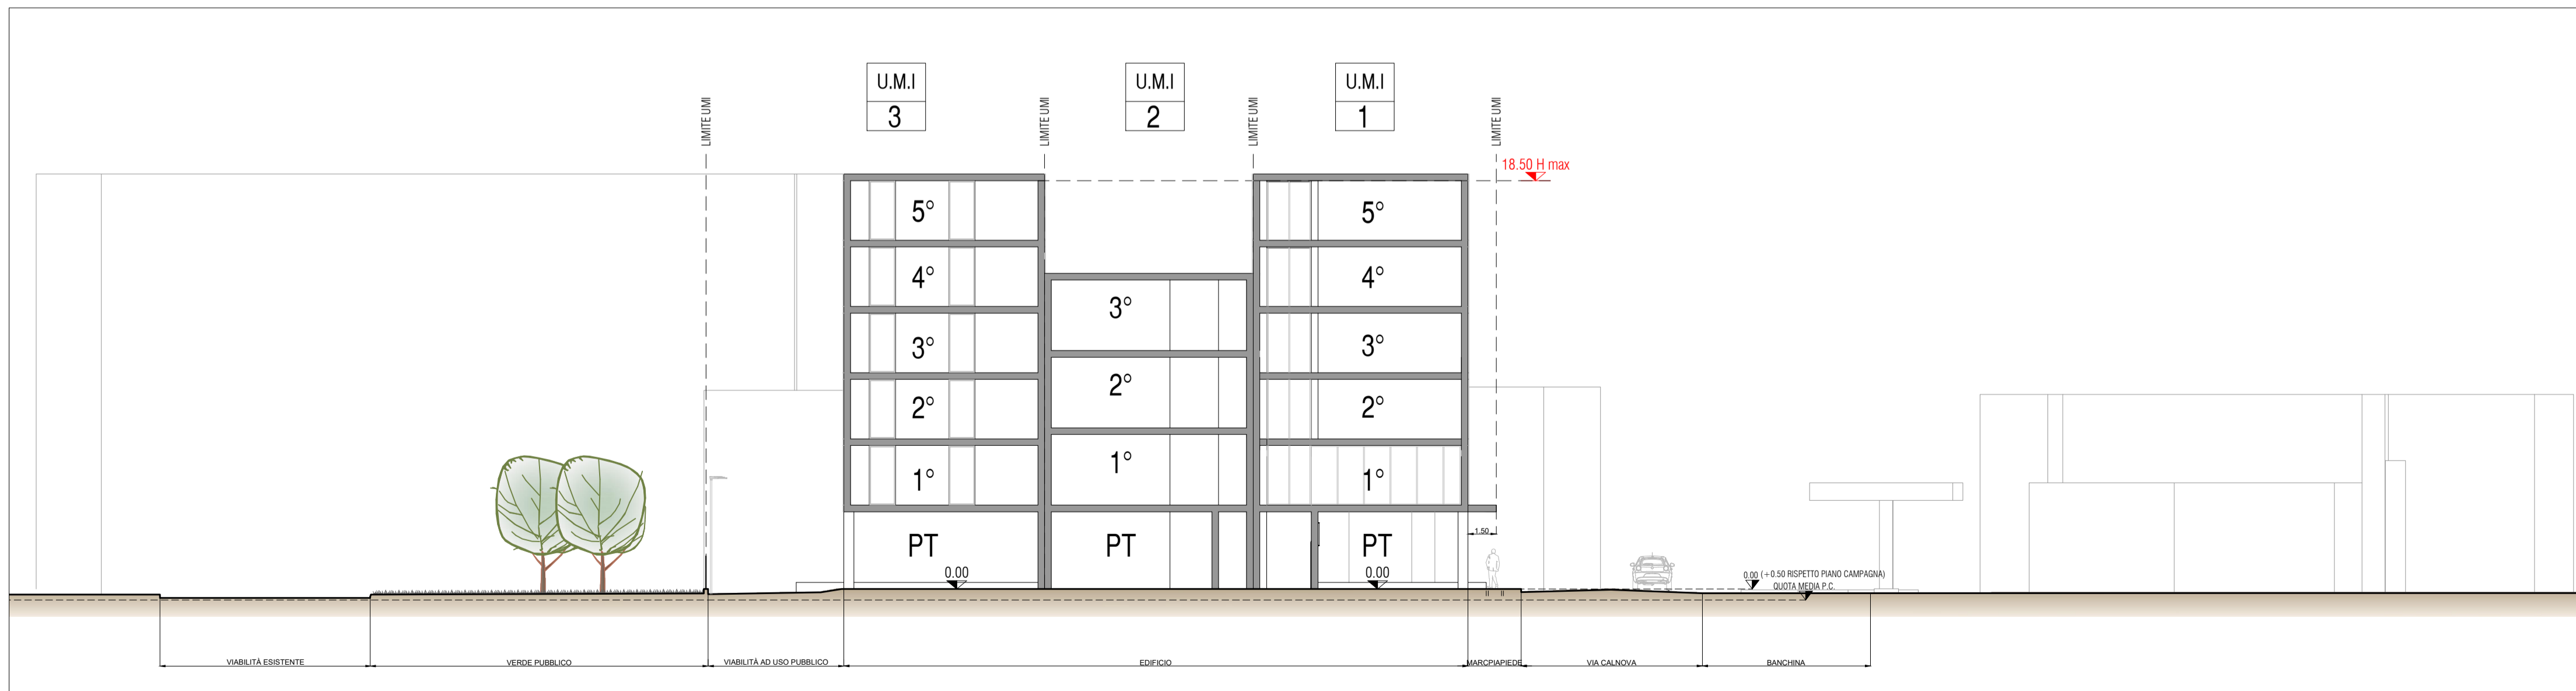 U.M.I
3
U.M.I
2
U.M.I
1
LIMITE UMI
LIMITE UMI
LIMITE UMI
LIMITE UMI
18.50 H max
5°
5°
4°
4°
3°
3°
3°
2°
2°
2°
1°
1°
1°
1.50
PT
PT
PT
0.00
0.00
0.00 (+0.50 RISPETTO PIANO CAMPAGNA)
QUOTA MEDIA P.C.
VIABILITÀ ESISTENTE
VERDE PUBBLICO
VIABILITÀ AD USO PUBBLICO
EDIFICIO
MARCPIAPIEDE
VIA CALNOVA
BANCHINA